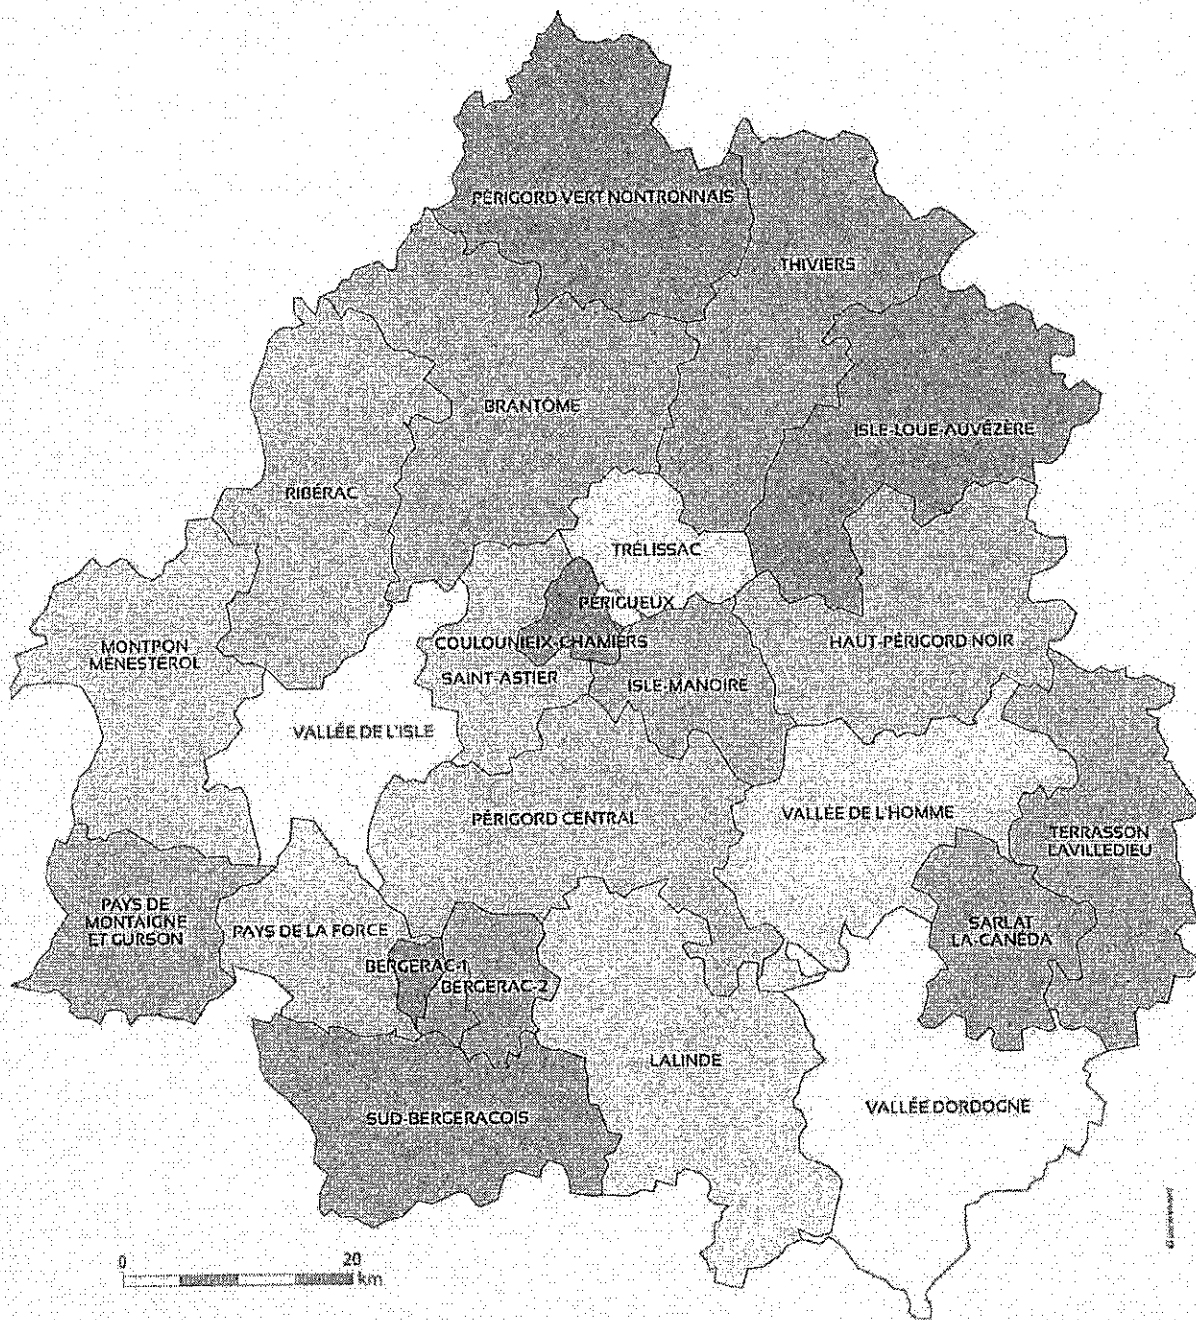 PÉRIGORD VERT NONTRONNAIS
THIVIERS
BRANTÔME
ISLE-LOUE-AUVÉZÈRE
RIBÉRAC
TRÉLISSAC
PÉRIGUEUX
COULOUNIEIX-CHAMIERS
HAUT-PÉRIGORD NOIR
MONTPON
MÉNESTÉROL
SAINT-ASTIER
ISLE-MANOIRE
VALLÉE DE L'ISLE
PÉRIGORD CENTRAL
VALLÉE DE L'HOMME
TERRASSON
LAVILLEDIEU
PAYS DE
MONTAIGNE
ET GURSON
PAYS DE LA FORCE
SARLAT
LA-CANÉDA
BERGERAC-1
BERGERAC-2
LALINDE
VALLÉE DORDOGNE
SUD-BERGERACOIS
0 20
km